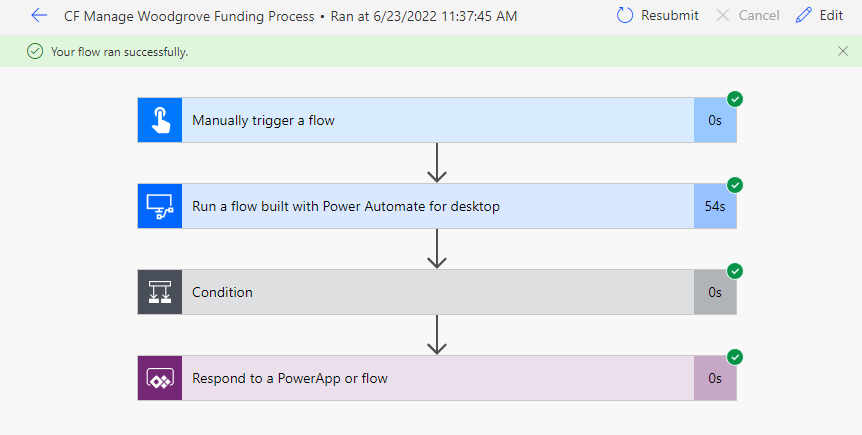 CF Manage Woodgrove Funding Process • Ran at 6/23/2022 11:37:45 AM Resubmit Cancel Edit
Your flow ran successfully.
Manually trigger a flow 0s
Run a flow built with Power Automate for desktop 54s
Condition 0s
Respond to a PowerApp or flow 0s